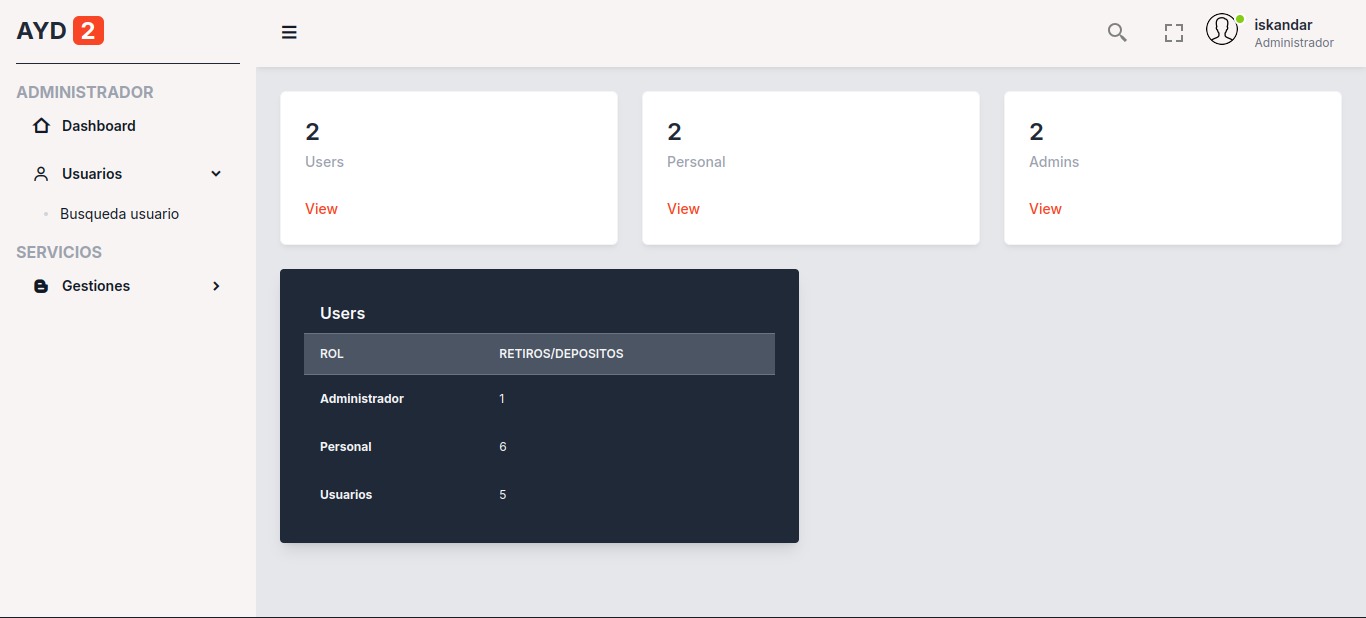 AYD 2
ADMINISTRADOR
Dashboard
Usuarios
Busqueda usuario
SERVICIOS
Gestiones
iskandar
Administrador
2
Users
View
2
Personal
View
2
Admins
View
Users
ROL RETIROS/DEPOSITOS
Administrador 1
Personal 6
Usuarios 5